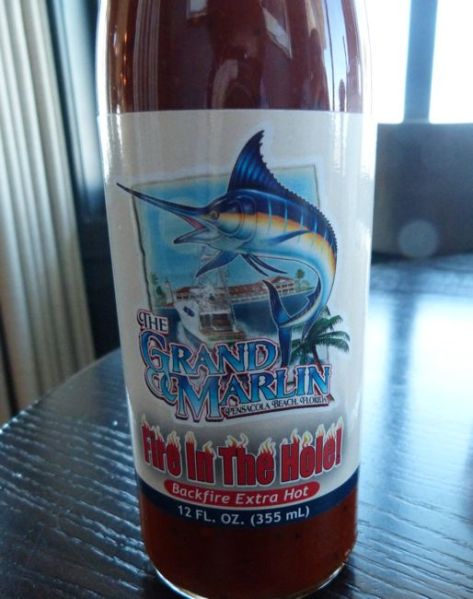 The
Grand
Marlin
Pensacola Beach, Florida
Fire In The Hole!
Backfire Extra Hot
12 FL. OZ. (355 mL)